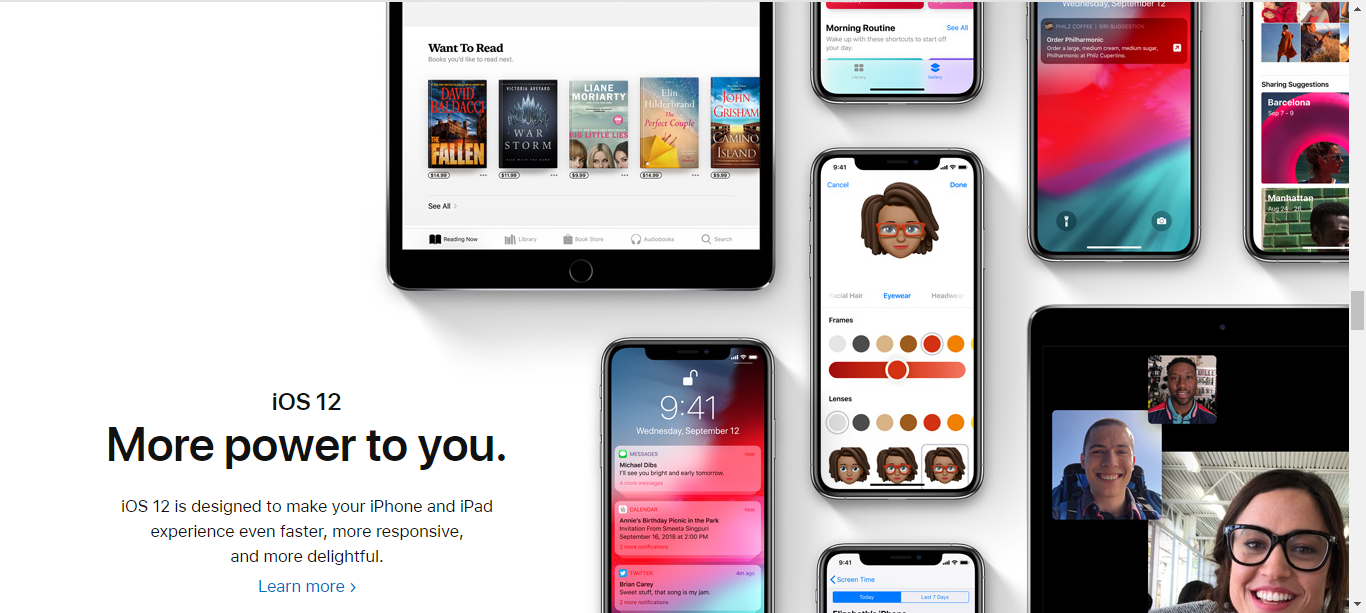 Want To Read
Books you'd like to read next.
DAVID
BALDACCI
THE
FALLEN
VICTORIA AVEYARD
WAR
STORM
LIANE
MORIARTY
BIG LITTLE LIES
Elin
Hilderbrand
The
Perfect Couple
JOHN
GRISHAM
CAMINO
ISLAND
$14.99
$11.99
$9.99
$14.99
$9.99
See All >
Reading Now
Library
Book Store
Audiobooks
Search
Morning Routine
See All
Wake up with these shortcuts to start off
your day.
Library
Gallery
Wednesday, September 12
PHILZ COFFEE | SIRI SUGGESTION
Order Philharmonic
Order a large, medium cream, medium sugar,
Philharmonic at Philz Cupertino.
Sharing Suggestions
Barcelona
Sep 7 - 9
Manhattan
Aug 24 - 26
9:41
Cancel
Done
Facial Hair
Eyewear
Headwear
Frames
Lenses
iOS 12
More power to you.
iOS 12 is designed to make your iPhone and iPad
experience even faster, more responsive,
and more delightful.
Learn more >
9:41
Wednesday, September 12
MESSAGES
now
Michael Dibs
I'll see you bright and early tomorrow.
4 more messages
CALENDAR
now
Annie's Birthday Picnic in the Park
Invitation From Smeeta Singpuri
September 16, 2018 at 2:00 PM
2 more notifications
TWITTER
4m ago
Brian Carey
Sweet stuff, that song is my jam.
2 more notifications
9:41
Screen Time
Today
Last 7 Days